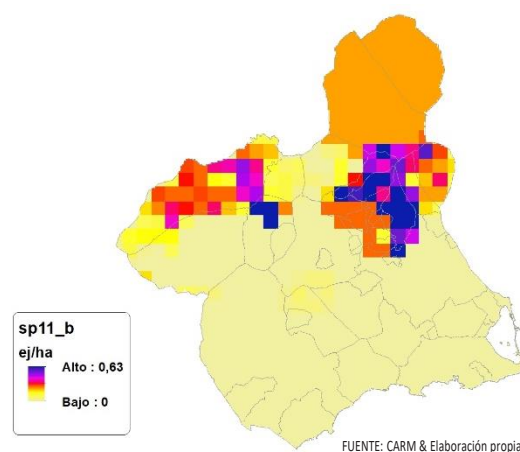 sp11_b
ej/ha
Alto : 0,63
Bajo : 0
FUENTE: CARM & Elaboración propia